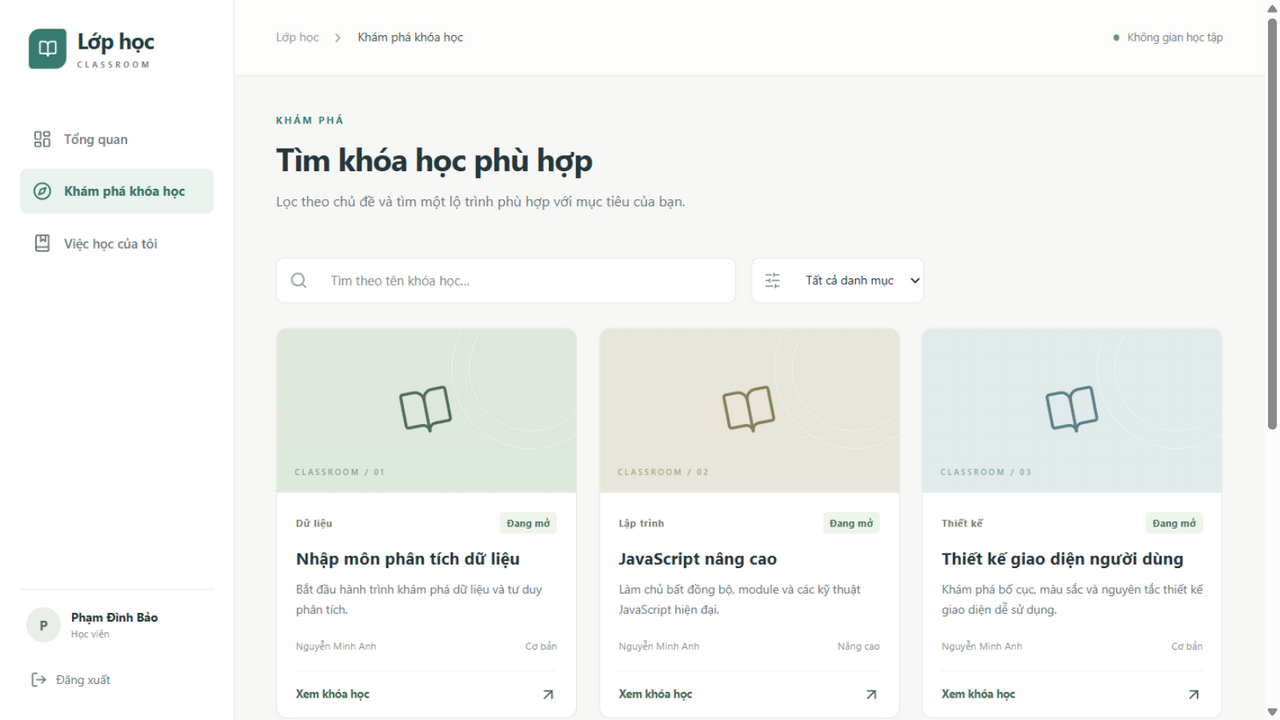 Lớp học
CLASSROOM
Tổng quan
Khám phá khóa học
Việc học của tôi
P
Phạm Đình Bảo
Học viên
Đăng xuất
Lớp học
Khám phá khóa học
Không gian học tập
KHÁM PHÁ
Tìm khóa học phù hợp
Lọc theo chủ đề và tìm một lộ trình phù hợp với mục tiêu của bạn.
Tìm theo tên khóa học...
Tất cả danh mục
CLASSROOM / 01
Dữ liệu
Đang mở
Nhập môn phân tích dữ liệu
Bắt đầu hành trình khám phá dữ liệu và tư duy
phân tích.
Nguyễn Minh Anh
Cơ bản
Xem khóa học
CLASSROOM / 02
Lập trình
Đang mở
JavaScript nâng cao
Làm chủ bất đồng bộ, module và các kỹ thuật
JavaScript hiện đại.
Nguyễn Minh Anh
Nâng cao
Xem khóa học
CLASSROOM / 03
Thiết kế
Đang mở
Thiết kế giao diện người dùng
Khám phá bố cục, màu sắc và nguyên tắc thiết kế
giao diện dễ sử dụng.
Nguyễn Minh Anh
Cơ bản
Xem khóa học